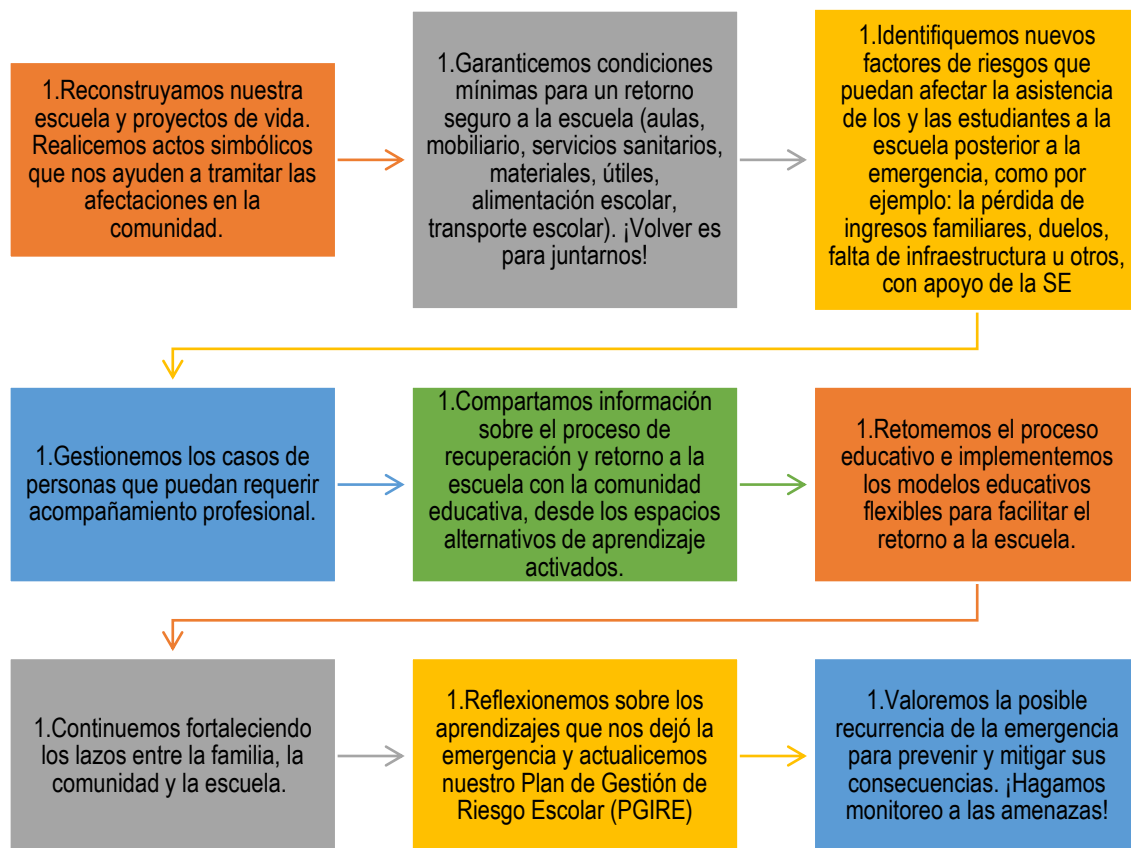 1.Reconstruyamos nuestra
escuela y proyectos de vida.
Realicemos actos simbólicos
que nos ayuden a tramitar las
afectaciones en la
comunidad.
1.Garanticemos condiciones
mínimas para un retorno
seguro a la escuela (aulas,
mobiliario, servicios sanitarios,
materiales, útiles,
alimentación escolar,
transporte escolar). ¡Volver es
para juntarnos!
1.Identifiquemos nuevos
factores de riesgos que
puedan afectar la asistencia
de los y las estudiantes a la
escuela posterior a la
emergencia, como por
ejemplo: la pérdida de
ingresos familiares, duelos,
falta de infraestructura u otros,
con apoyo de la SE
1.Gestionemos los casos de
personas que puedan requerir
acompañamiento profesional.
1.Compartamos información
sobre el proceso de
recuperación y retorno a la
escuela con la comunidad
educativa, desde los espacios
alternativos de aprendizaje
activados.
1.Retomemos el proceso
educativo e implementemos
los modelos educativos
flexibles para facilitar el
retorno a la escuela.
1.Continuemos fortaleciendo
los lazos entre la familia, la
comunidad y la escuela.
1.Reflexionemos sobre los
aprendizajes que nos dejó la
emergencia y actualicemos
nuestro Plan de Gestión de
Riesgo Escolar (PGIRE)
1.Valoremos la posible
recurrencia de la emergencia
para prevenir y mitigar sus
consecuencias. ¡Hagamos
monitoreo a las amenazas!